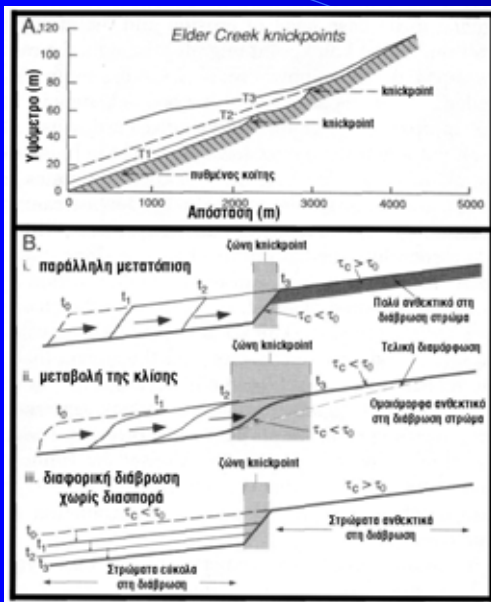 A.
Elder Creek knickpoints
Υψόμετρο (m)
120
100
80
60
40
20
0
T3
T2
T1
knickpoint
knickpoint
πυθμένας κοίτης
1000
2000
3000
4000
5000
Απόσταση (m)
B.
i. παράλληλη μετατόπιση
ζώνη knickpoint
t₀
t₁
t₂
t₃
τc > τ₀
τc < τ₀
Πολύ ανθεκτικό στη
διάβρωση στρώμα
ii. μεταβολή της κλίσης
ζώνη knickpoint
t₀
t₁
t₂
t₃
τc < τ₀
τc < τ₀
Τελική διαμόρφωση
Ομοιόμορφα ανθεκτικό
στη διάβρωση στρώμα
iii. διαφορική διάβρωση
χωρίς διασπορά
ζώνη knickpoint
τc < τ₀
τc > τ₀
t₀
t₁
t₂
t₃
Στρώματα εύκολα
στη διάβρωση
Στρώματα ανθεκτικά
στη διάβρωση